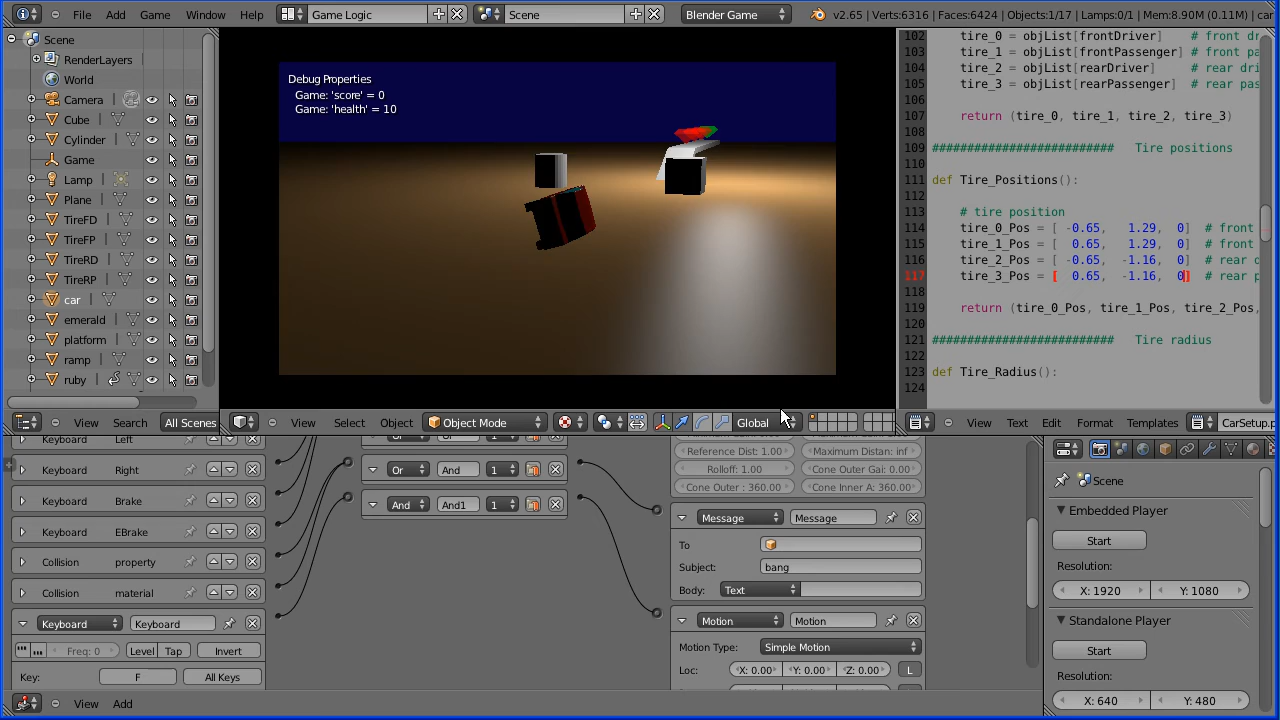 File Add Game Window Help Game Logic Scene Blender Game v2.65 | Verts:6316 | Faces:6424 | Objects:1/17 | Lamps:0/1 | Mem:8.90M (0.11M) | car
Scene
RenderLayers
World
Camera
Cube
Cylinder
Game
Lamp
Plane
TireFD
TireFP
TireRD
TireRP
car
emerald
platform
ramp
ruby
View Search All Scenes
Debug Properties
Game: 'score' = 0
Game: 'health' = 10
View Select Object Object Mode Global
102 tire_0 = objList[frontDriver] # front dr
103 tire_1 = objList[frontPassenger] # front pa
104 tire_2 = objList[rearDriver] # rear dri
105 tire_3 = objList[rearPassenger] # rear pas
106
107 return (tire_0, tire_1, tire_2, tire_3)
108
109 ########################## Tire positions
110
111 def Tire_Positions():
112
113 # tire position
114 tire_0_Pos = [ -0.65, 1.29, 0] # front
115 tire_1_Pos = [ 0.65, 1.29, 0] # front
116 tire_2_Pos = [ -0.65, -1.16, 0] # rear d
117 tire_3_Pos = [ 0.65, -1.16, 0] # rear p
118
119 return (tire_0_Pos, tire_1_Pos, tire_2_Pos,
120
121 ########################## Tire radius
122
123 def Tire_Radius():
124
View Text Edit Format Templates CarSetup.p
Keyboard Left
Keyboard Right
Keyboard Brake
Keyboard EBrake
Collision property
Collision material
Keyboard Keyboard
Freq: 0 Level Tap Invert
Key: F All Keys
Or And 1
And And1 1
Reference Dist: 1.00 Maximum Distan: inf
Rolloff: 1.00 Cone Outer Gai: 0.00
Cone Outer : 360.00 Cone Inner A: 360.00
Message Message
To
Subject: bang
Body: Text
Motion Motion
Motion Type: Simple Motion
Loc: X: 0.00 Y: 0.00 Z: 0.00 L
View Add
Scene
Embedded Player
Start
Resolution:
X: 1920 Y: 1080
Standalone Player
Start
Resolution:
X: 640 Y: 480